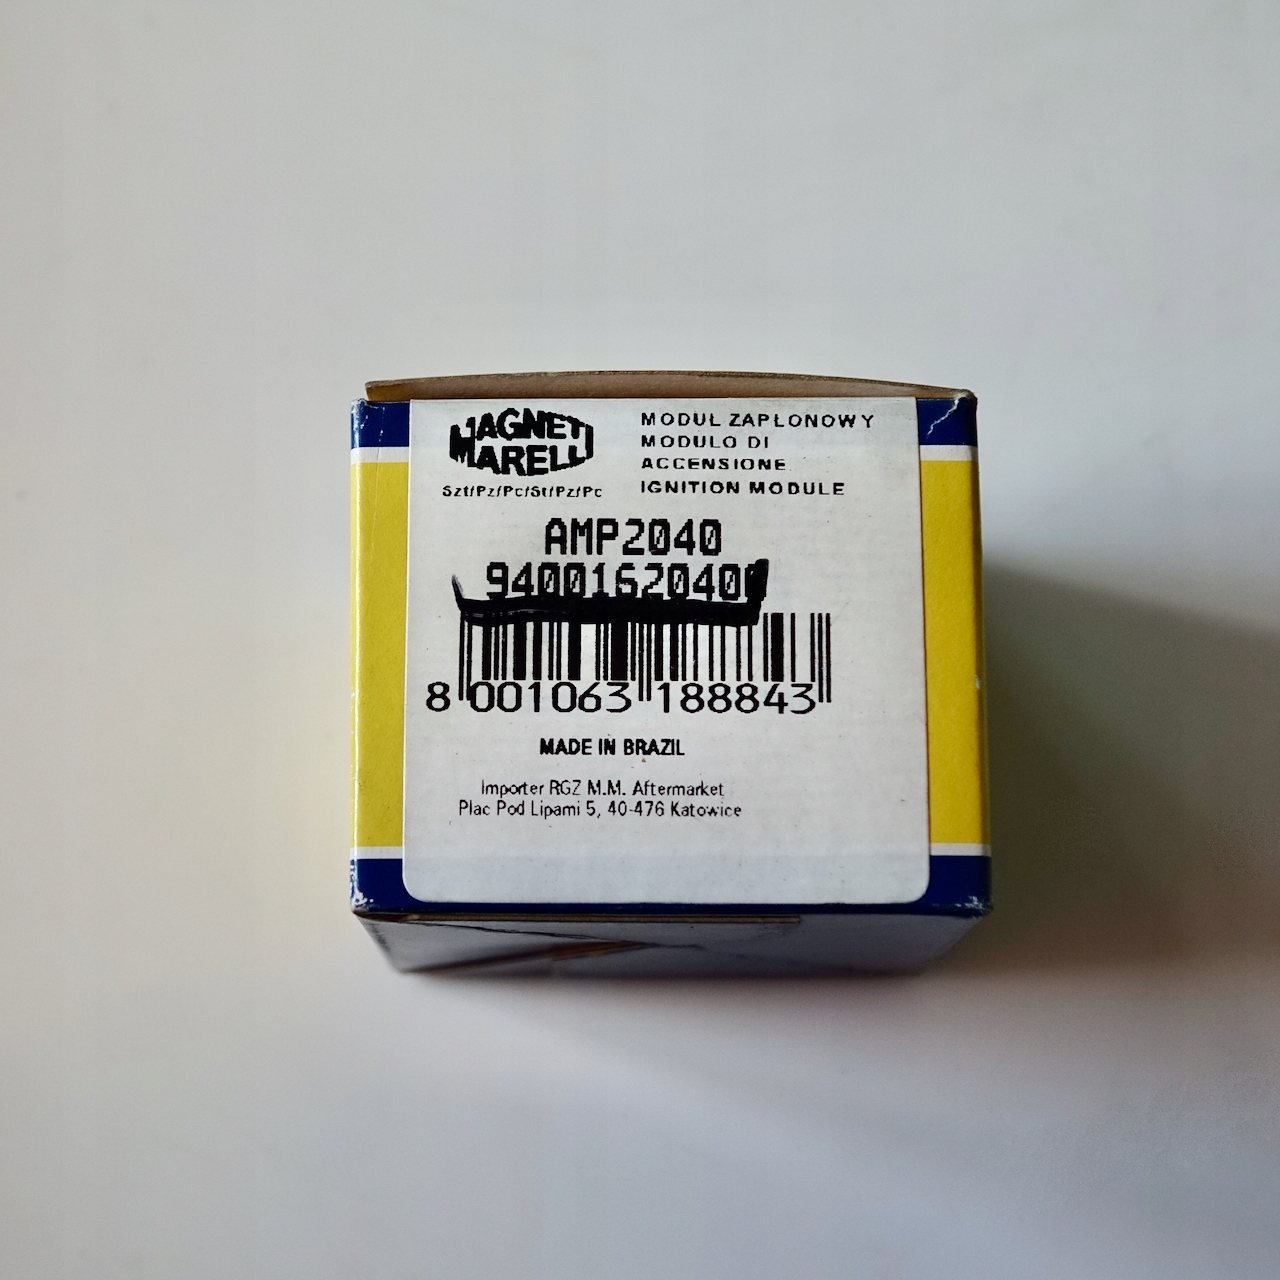 MAGNETI
MARELLI
Szt/Pz/Pc/St/Pz/Pc
MODUŁ ZAPŁONOWY
MODULO DI
ACCENSIONE
IGNITION MODULE
AMP2040
940016204000
8 001063 188843
MADE IN BRAZIL
Importer RGZ M.M. Aftermarket
Plac Pod Lipami 5, 40-476 Katowice